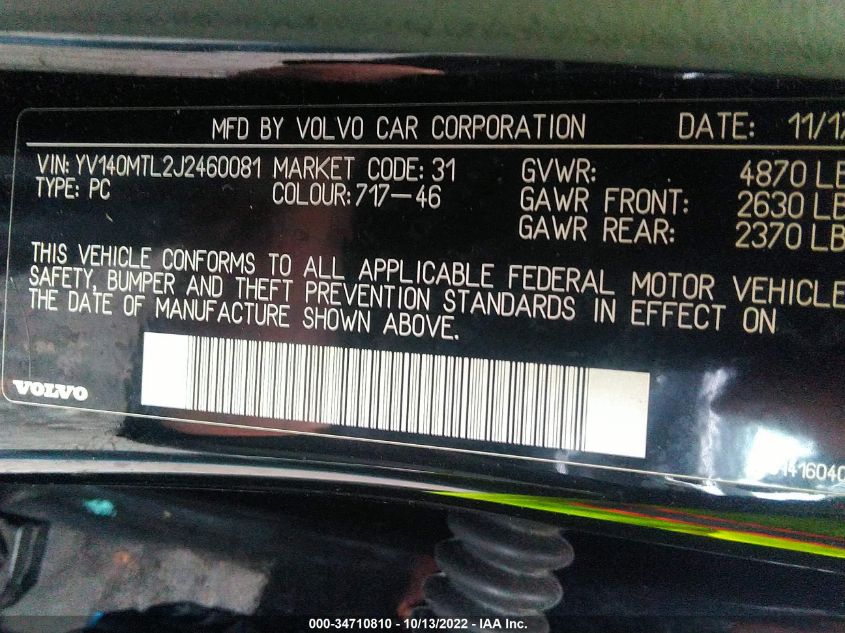 MFD BY VOLVO CAR CORPORATION DATE: 11/17
VIN: YV140MTL2J2460081 MARKET CODE: 31 GVWR: 4870 LB
TYPE: PC COLOUR: 717-46 GAWR FRONT: 2630 LB
GAWR REAR: 2370 LB
THIS VEHICLE CONFORMS TO ALL APPLICABLE FEDERAL MOTOR VEHICLE
SAFETY, BUMPER AND THEFT PREVENTION STANDARDS IN EFFECT ON
THE DATE OF MANUFACTURE SHOWN ABOVE.
VOLVO
000-34710810 - 10/13/2022 - IAA Inc.